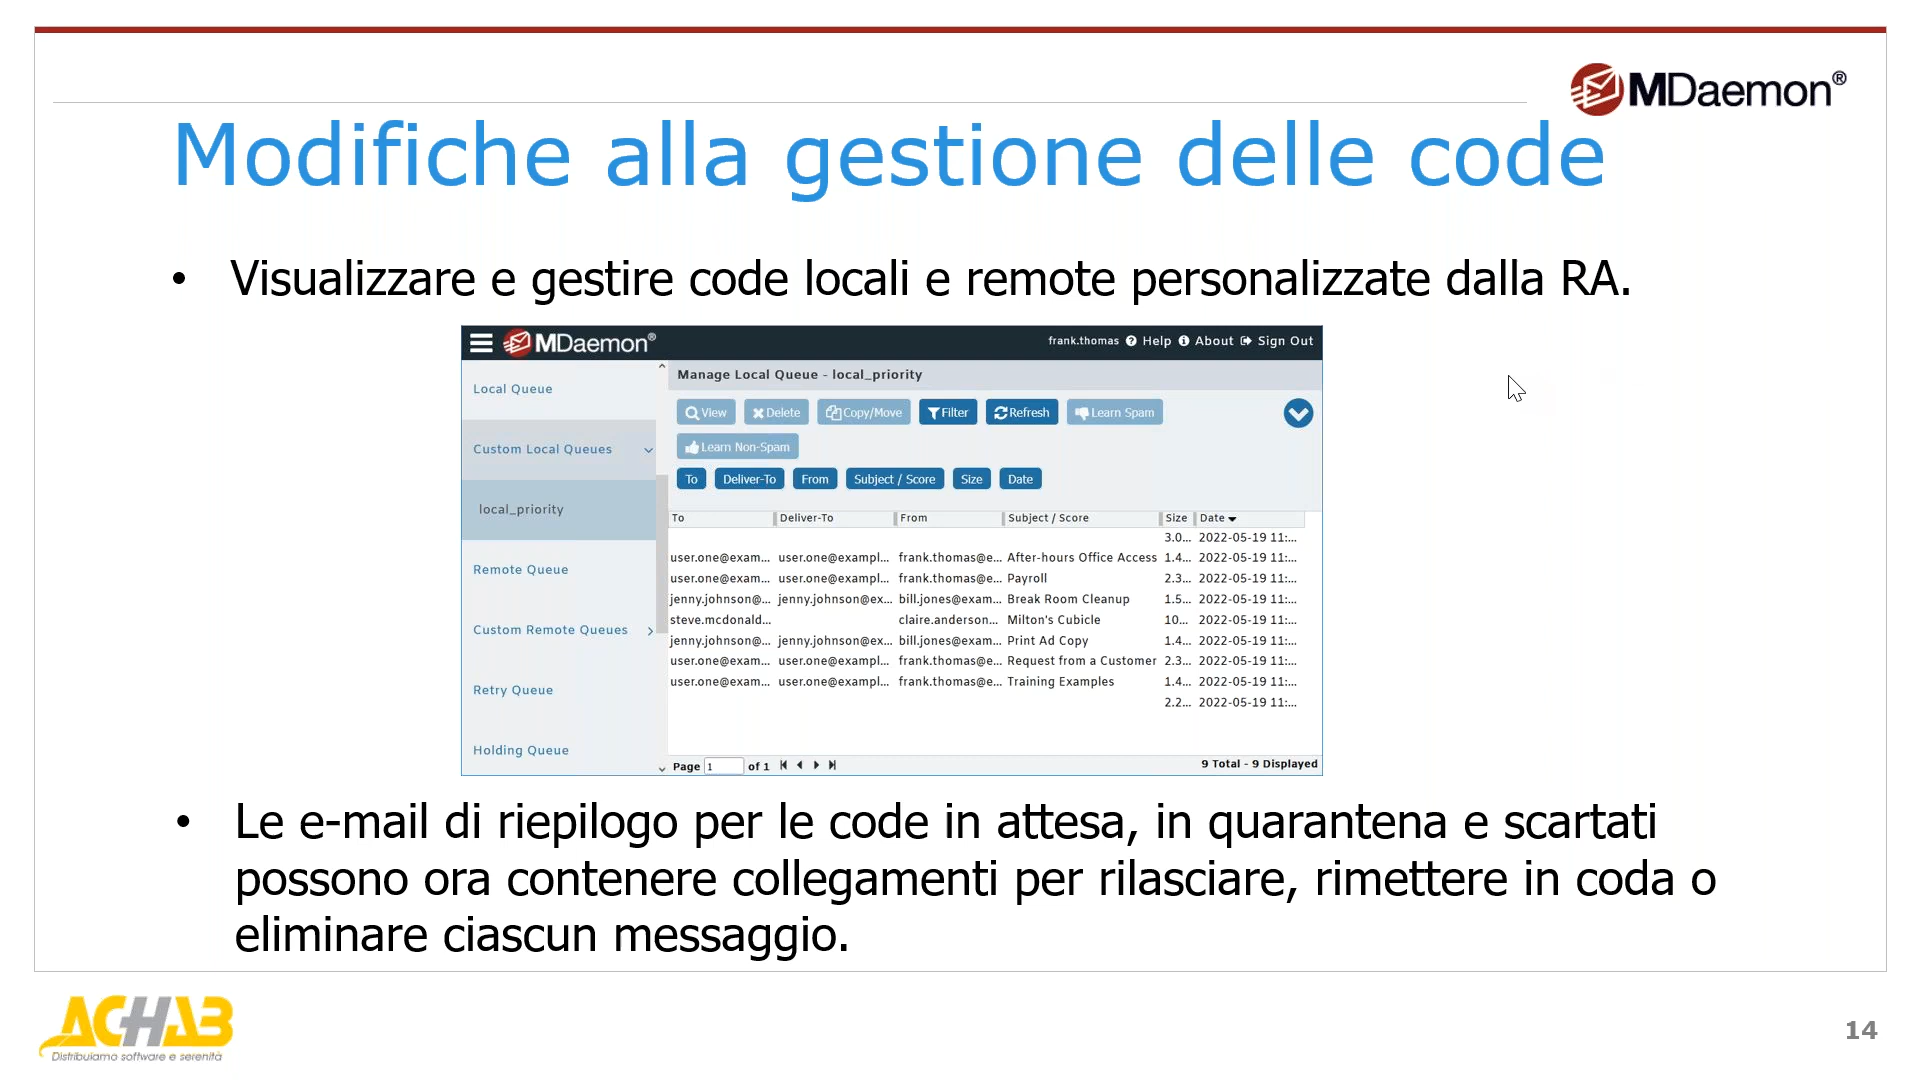 MDaemon®
Modifiche alla gestione delle code
• Visualizzare e gestire code locali e remote personalizzate dalla RA.
MDaemon® frank.thomas Help About Sign Out
Local Queue
Custom Local Queues
local_priority
Remote Queue
Custom Remote Queues
Retry Queue
Holding Queue
Manage Local Queue - local_priority
View Delete Copy/Move Filter Refresh Learn Spam
Learn Non-Spam
To Deliver-To From Subject / Score Size Date
To Deliver-To From Subject / Score Size Date
3.0... 2022-05-19 11:...
user.one@exam... user.one@exampl... frank.thomas@e... After-hours Office Access 1.4... 2022-05-19 11:...
user.one@exam... user.one@exampl... frank.thomas@e... Payroll 2.3... 2022-05-19 11:...
jenny.johnson@... jenny.johnson@ex... bill.jones@exam... Break Room Cleanup 1.5... 2022-05-19 11:...
steve.mcdonald... claire.anderson... Milton's Cubicle 10... 2022-05-19 11:...
jenny.johnson@... jenny.johnson@ex... bill.jones@exam... Print Ad Copy 1.4... 2022-05-19 11:...
user.one@exam... user.one@exampl... frank.thomas@e... Request from a Customer 2.3... 2022-05-19 11:...
user.one@exam... user.one@exampl... frank.thomas@e... Training Examples 1.4... 2022-05-19 11:...
2.2... 2022-05-19 11:...
Page 1 of 1 9 Total - 9 Displayed
• Le e-mail di riepilogo per le code in attesa, in quarantena e scartati
possono ora contenere collegamenti per rilasciare, rimettere in coda o
eliminare ciascun messaggio.
ACHAB
Distribuiamo software e serenità
14